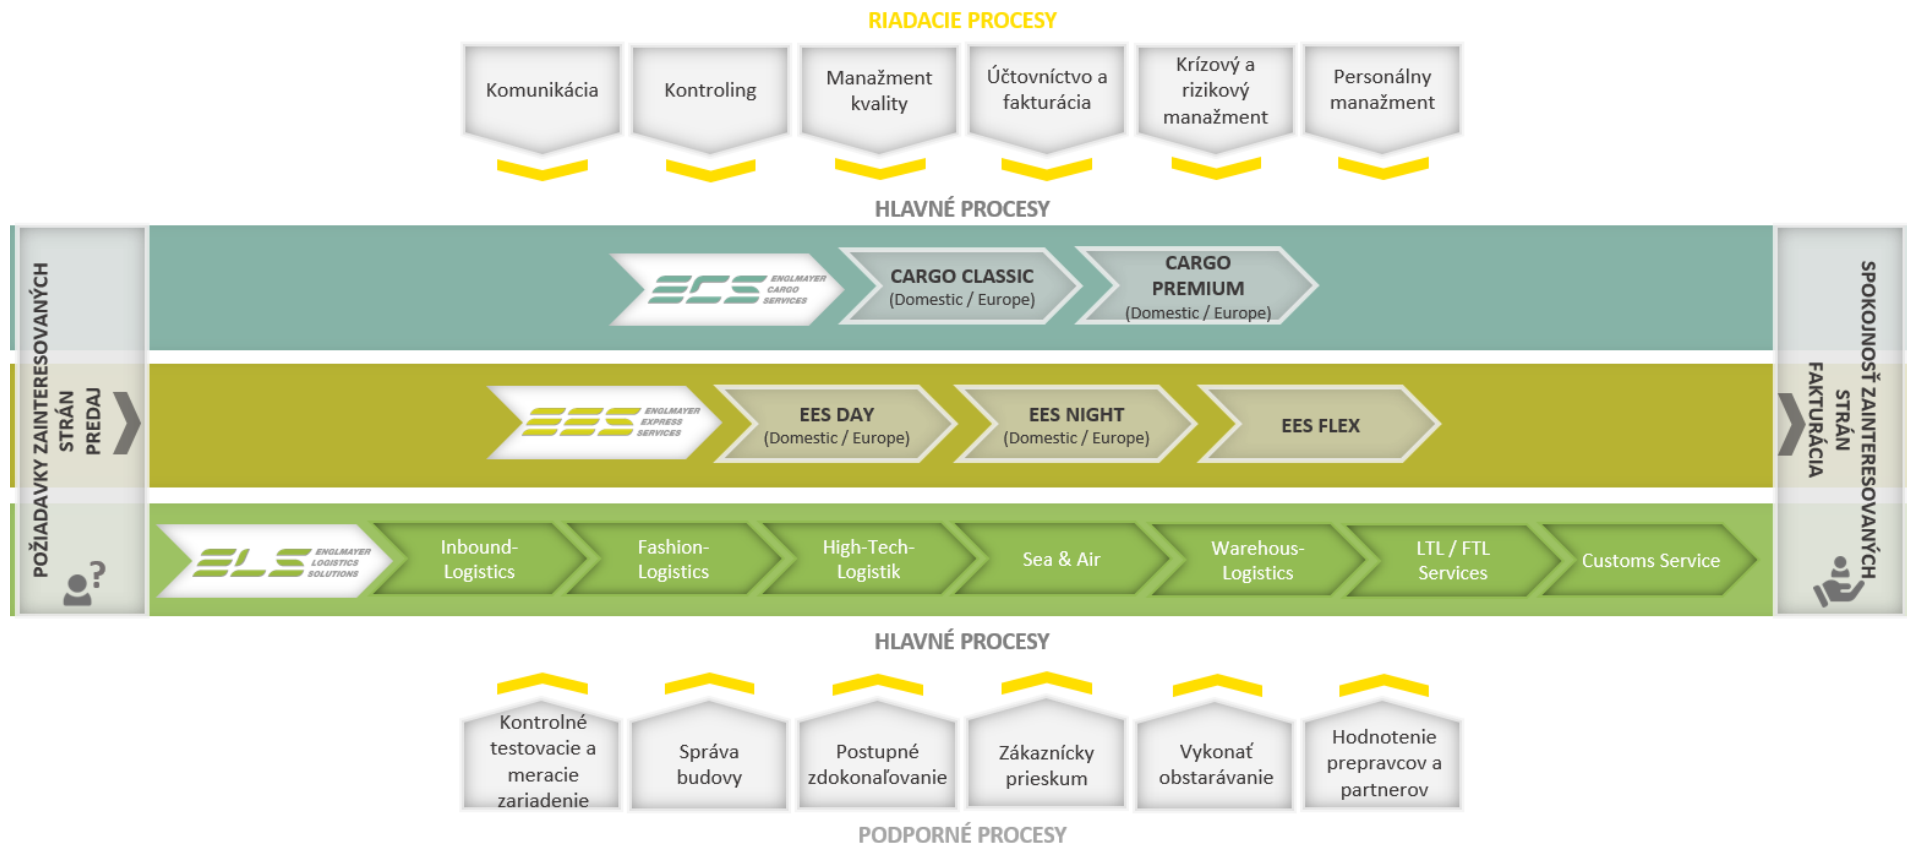 RIADACIE PROCESY
Komunikácia
Kontroling
Manažment
kvality
Účtovníctvo a
fakturácia
Krízový a
rizikový
manažment
Personálny
manažment
HLAVNÉ PROCESY
POŽIADAVKY ZAINTERESOVANÝCH
STRÁN
PREDAJ
?
ECS
ENGLMAYER
CARGO
SERVICES
CARGO CLASSIC
(Domestic / Europe)
CARGO
PREMIUM
(Domestic / Europe)
EES
ENGLMAYER
EXPRESS
SERVICES
EES DAY
(Domestic / Europe)
EES NIGHT
(Domestic / Europe)
EES FLEX
ELS
ENGLMAYER
LOGISTICS
SOLUTIONS
Inbound-
Logistics
Fashion-
Logistics
High-Tech-
Logistik
Sea & Air
Warehous-
Logistics
LTL / FTL
Services
Customs Service
SPOKOJNOSŤ ZAINTERESOVANÝCH
STRÁN
FAKTURÁCIA
HLAVNÉ PROCESY
Kontrolné
testovacie a
meracie
zariadenie
Správa
budovy
Postupné
zdokonaľovanie
Zákaznícky
prieskum
Vykonať
obstarávanie
Hodnotenie
prepravcov a
partnerov
PODPORNÉ PROCESY